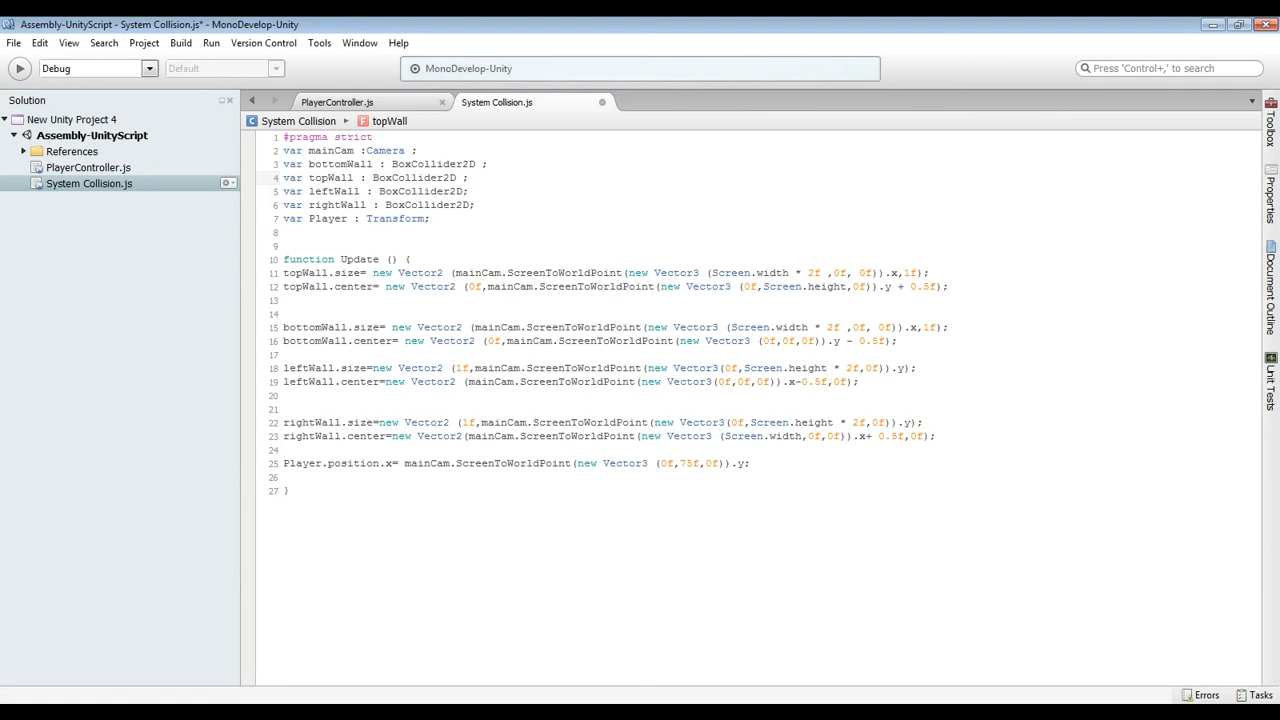 Assembly-UnityScript - System Collision.js* - MonoDevelop-Unity
File Edit View Search Project Build Run Version Control Tools Window Help
Debug Default MonoDevelop-Unity Press 'Control+,' to search
Solution
New Unity Project 4
Assembly-UnityScript
References
PlayerController.js
System Collision.js
PlayerController.js System Collision.js
System Collision topWall
1 #pragma strict
2 var mainCam :Camera ;
3 var bottomWall : BoxCollider2D ;
4 var topWall : BoxCollider2D ;
5 var leftWall : BoxCollider2D;
6 var rightWall : BoxCollider2D;
7 var Player : Transform;
8
9
10 function Update () {
11 topWall.size= new Vector2 (mainCam.ScreenToWorldPoint(new Vector3 (Screen.width * 2f ,0f, 0f)).x,1f);
12 topWall.center= new Vector2 (0f,mainCam.ScreenToWorldPoint(new Vector3 (0f,Screen.height,0f)).y + 0.5f);
13
14
15 bottomWall.size= new Vector2 (mainCam.ScreenToWorldPoint(new Vector3 (Screen.width * 2f ,0f, 0f)).x,1f);
16 bottomWall.center= new Vector2 (0f,mainCam.ScreenToWorldPoint(new Vector3 (0f,0f,0f)).y - 0.5f);
17
18 leftWall.size=new Vector2 (1f,mainCam.ScreenToWorldPoint(new Vector3(0f,Screen.height * 2f,0f)).y);
19 leftWall.center=new Vector2 (mainCam.ScreenToWorldPoint(new Vector3(0f,0f,0f)).x-0.5f,0f);
20
21
22 rightWall.size=new Vector2 (1f,mainCam.ScreenToWorldPoint(new Vector3(0f,Screen.height * 2f,0f)).y);
23 rightWall.center=new Vector2(mainCam.ScreenToWorldPoint(new Vector3 (Screen.width,0f,0f)).x+ 0.5f,0f);
24
25 Player.position.x= mainCam.ScreenToWorldPoint(new Vector3 (0f,75f,0f)).y;
26
27 }
Toolbox
Properties
Document Outline
Unit Tests
Errors Tasks